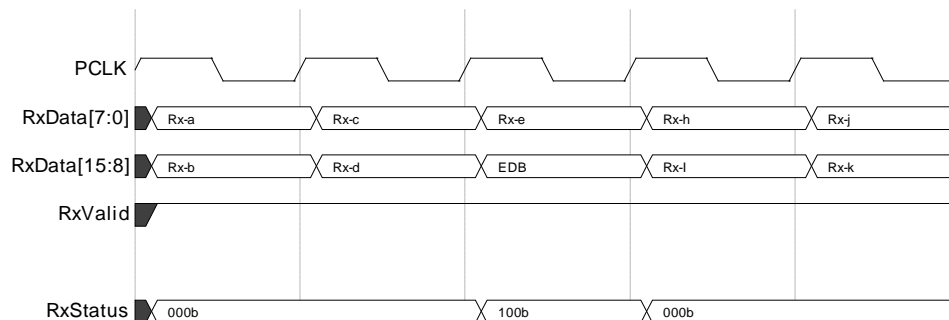 PCLK
RxData[7:0] Rx-a Rx-c Rx-e Rx-h Rx-j
RxData[15:8] Rx-b Rx-d EDB Rx-I Rx-k
RxValid
RxStatus 000b 100b 000b